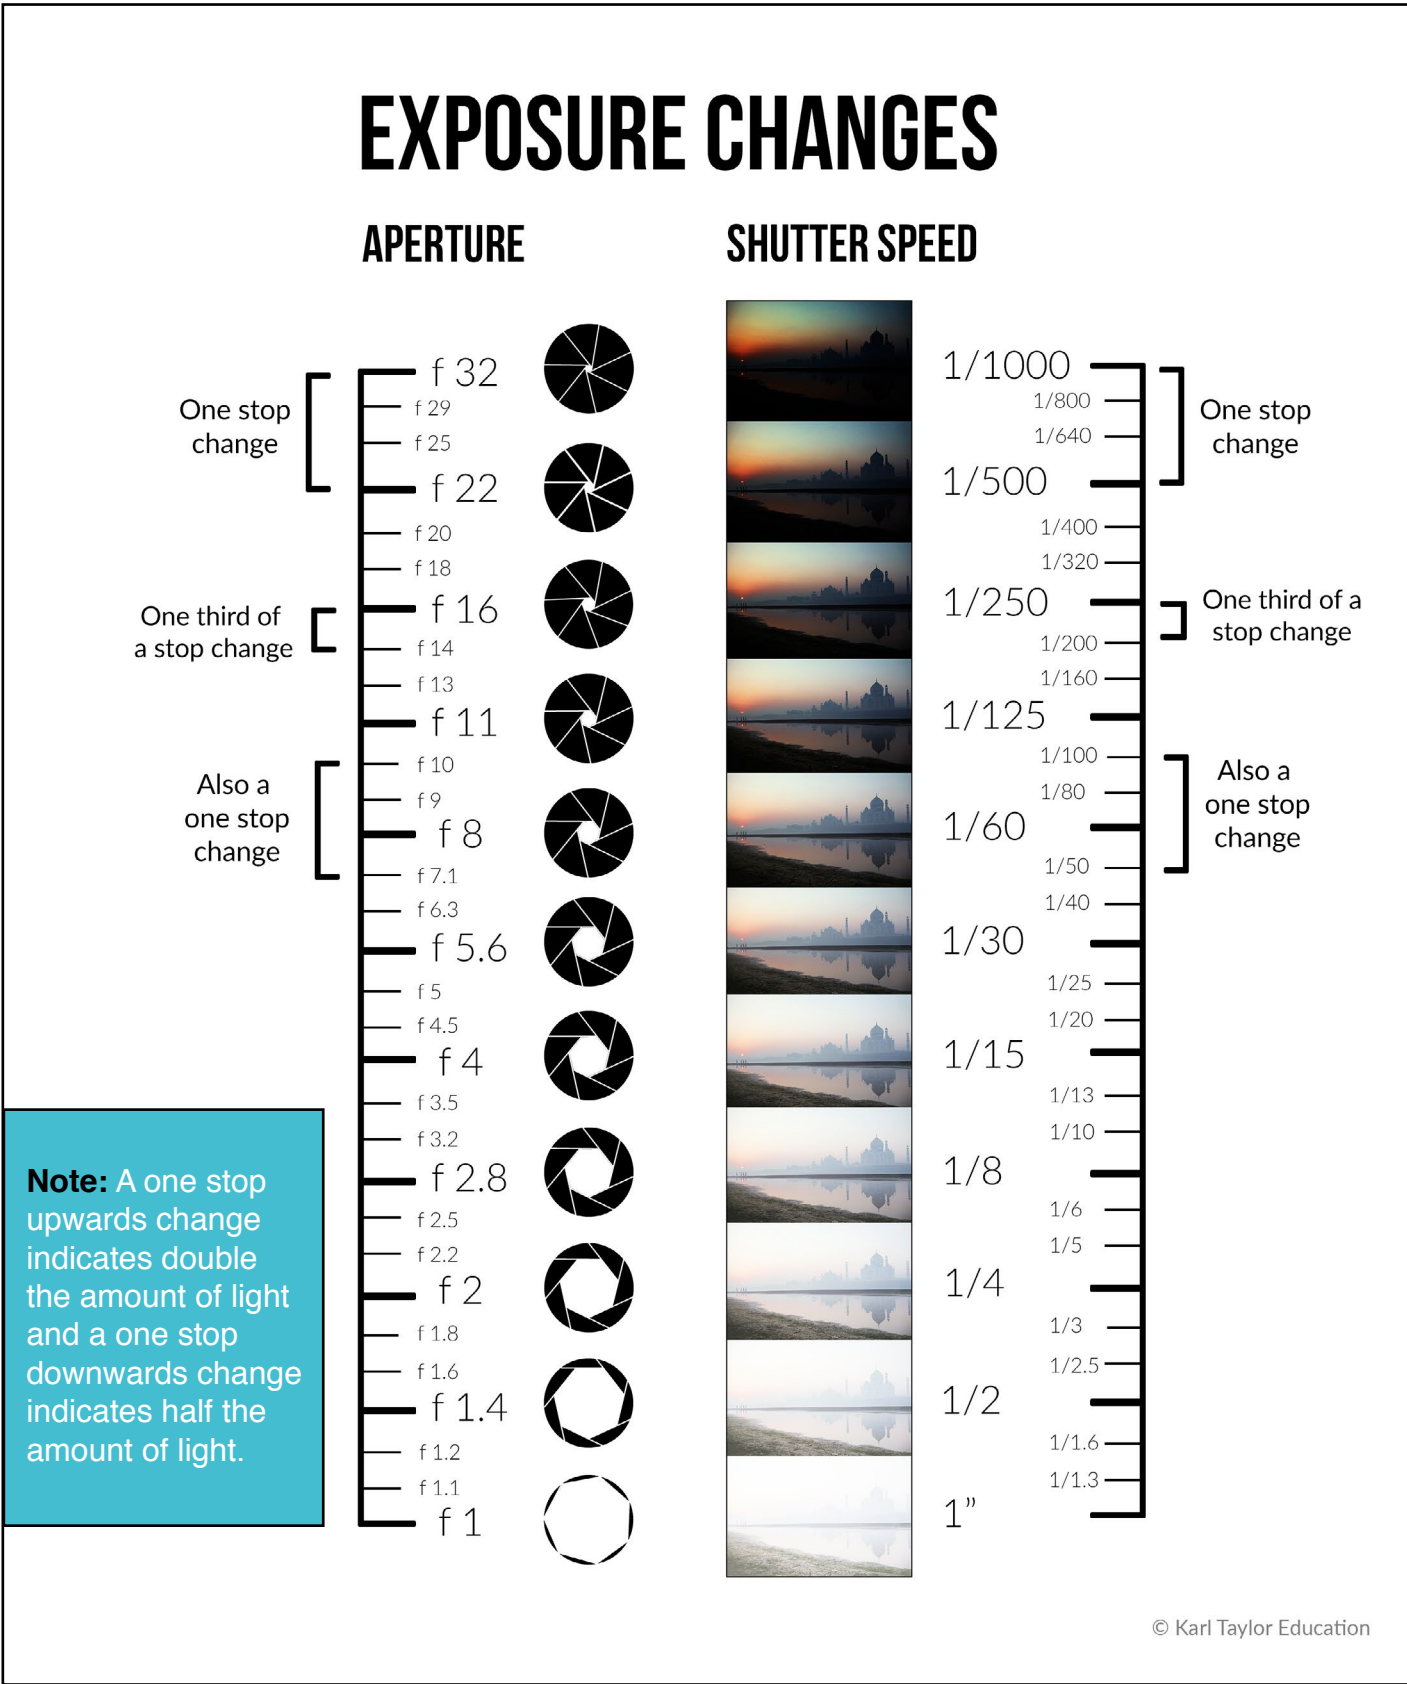 EXPOSURE CHANGES
APERTURE
SHUTTER SPEED
One stop
change
One third of
a stop change
Also a
one stop
change
f 32
f 29
f 25
f 22
f 20
f 18
f 16
f 14
f 13
f 11
f 10
f 9
f 8
f 7.1
f 6.3
f 5.6
f 5
f 4.5
f 4
f 3.5
f 3.2
f 2.8
f 2.5
f 2.2
f 2
f 1.8
f 1.6
f 1.4
f 1.2
f 1.1
f 1
1/1000
1/800
1/640
1/500
1/400
1/320
1/250
1/200
1/160
1/125
1/100
1/80
1/60
1/50
1/40
1/30
1/25
1/20
1/15
1/13
1/10
1/8
1/6
1/5
1/4
1/3
1/2.5
1/2
1/1.6
1/1.3
1”
One stop
change
One third of a
stop change
Also a
one stop
change
Note: A one stop
upwards change
indicates double
the amount of light
and a one stop
downwards change
indicates half the
amount of light.
© Karl Taylor Education